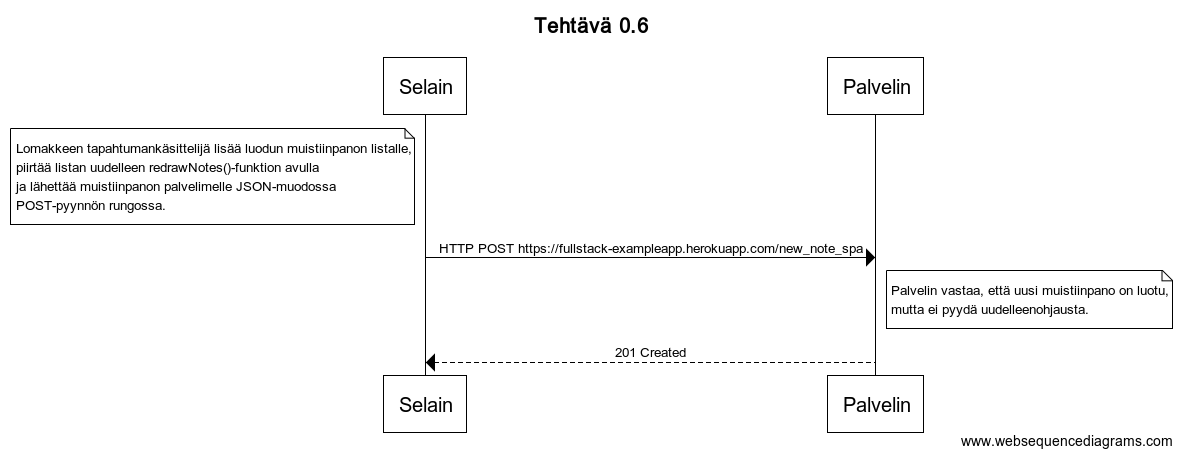 Tehtävä 0.6
Selain
Palvelin
Lomakkeen tapahtumankäsittelijä lisää luodun muistiinpanon listalle,
piirtää listan uudelleen redrawNotes()-funktion avulla
ja lähettää muistiinpanon palvelimelle JSON-muodossa
POST-pyynnön rungossa.
HTTP POST https://fullstack-exampleapp.herokuapp.com/new_note_spa
Palvelin vastaa, että uusi muistiinpano on luotu,
mutta ei pyydä uudelleenohjausta.
201 Created
Selain
Palvelin
www.websequencediagrams.com